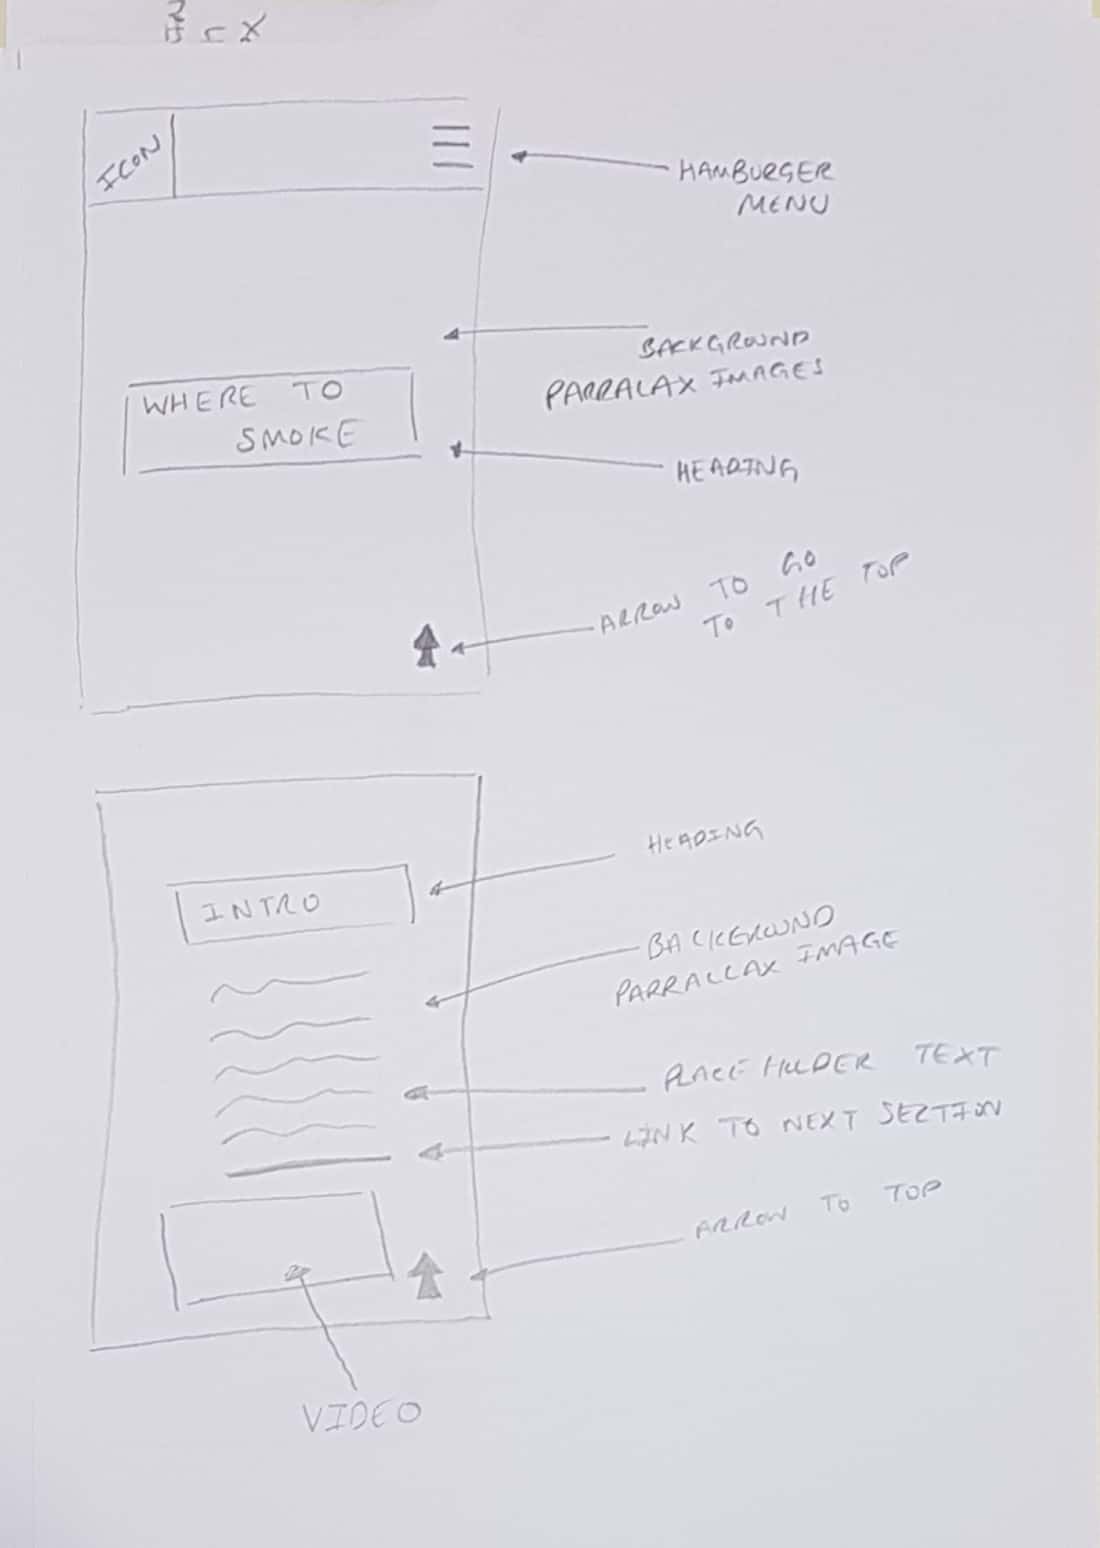 ICON
HAMBURGER
MENU
BACKGROUND
PARRALAX IMAGES
WHERE TO
SMOKE
HEADING
ARROW TO GO
TO THE TOP
HEADING
INTRO
BACKGROUND
PARRALLAX IMAGE
PLACEHOLDER TEXT
LINK TO NEXT SECTION
ARROW TO TOP
VIDEO